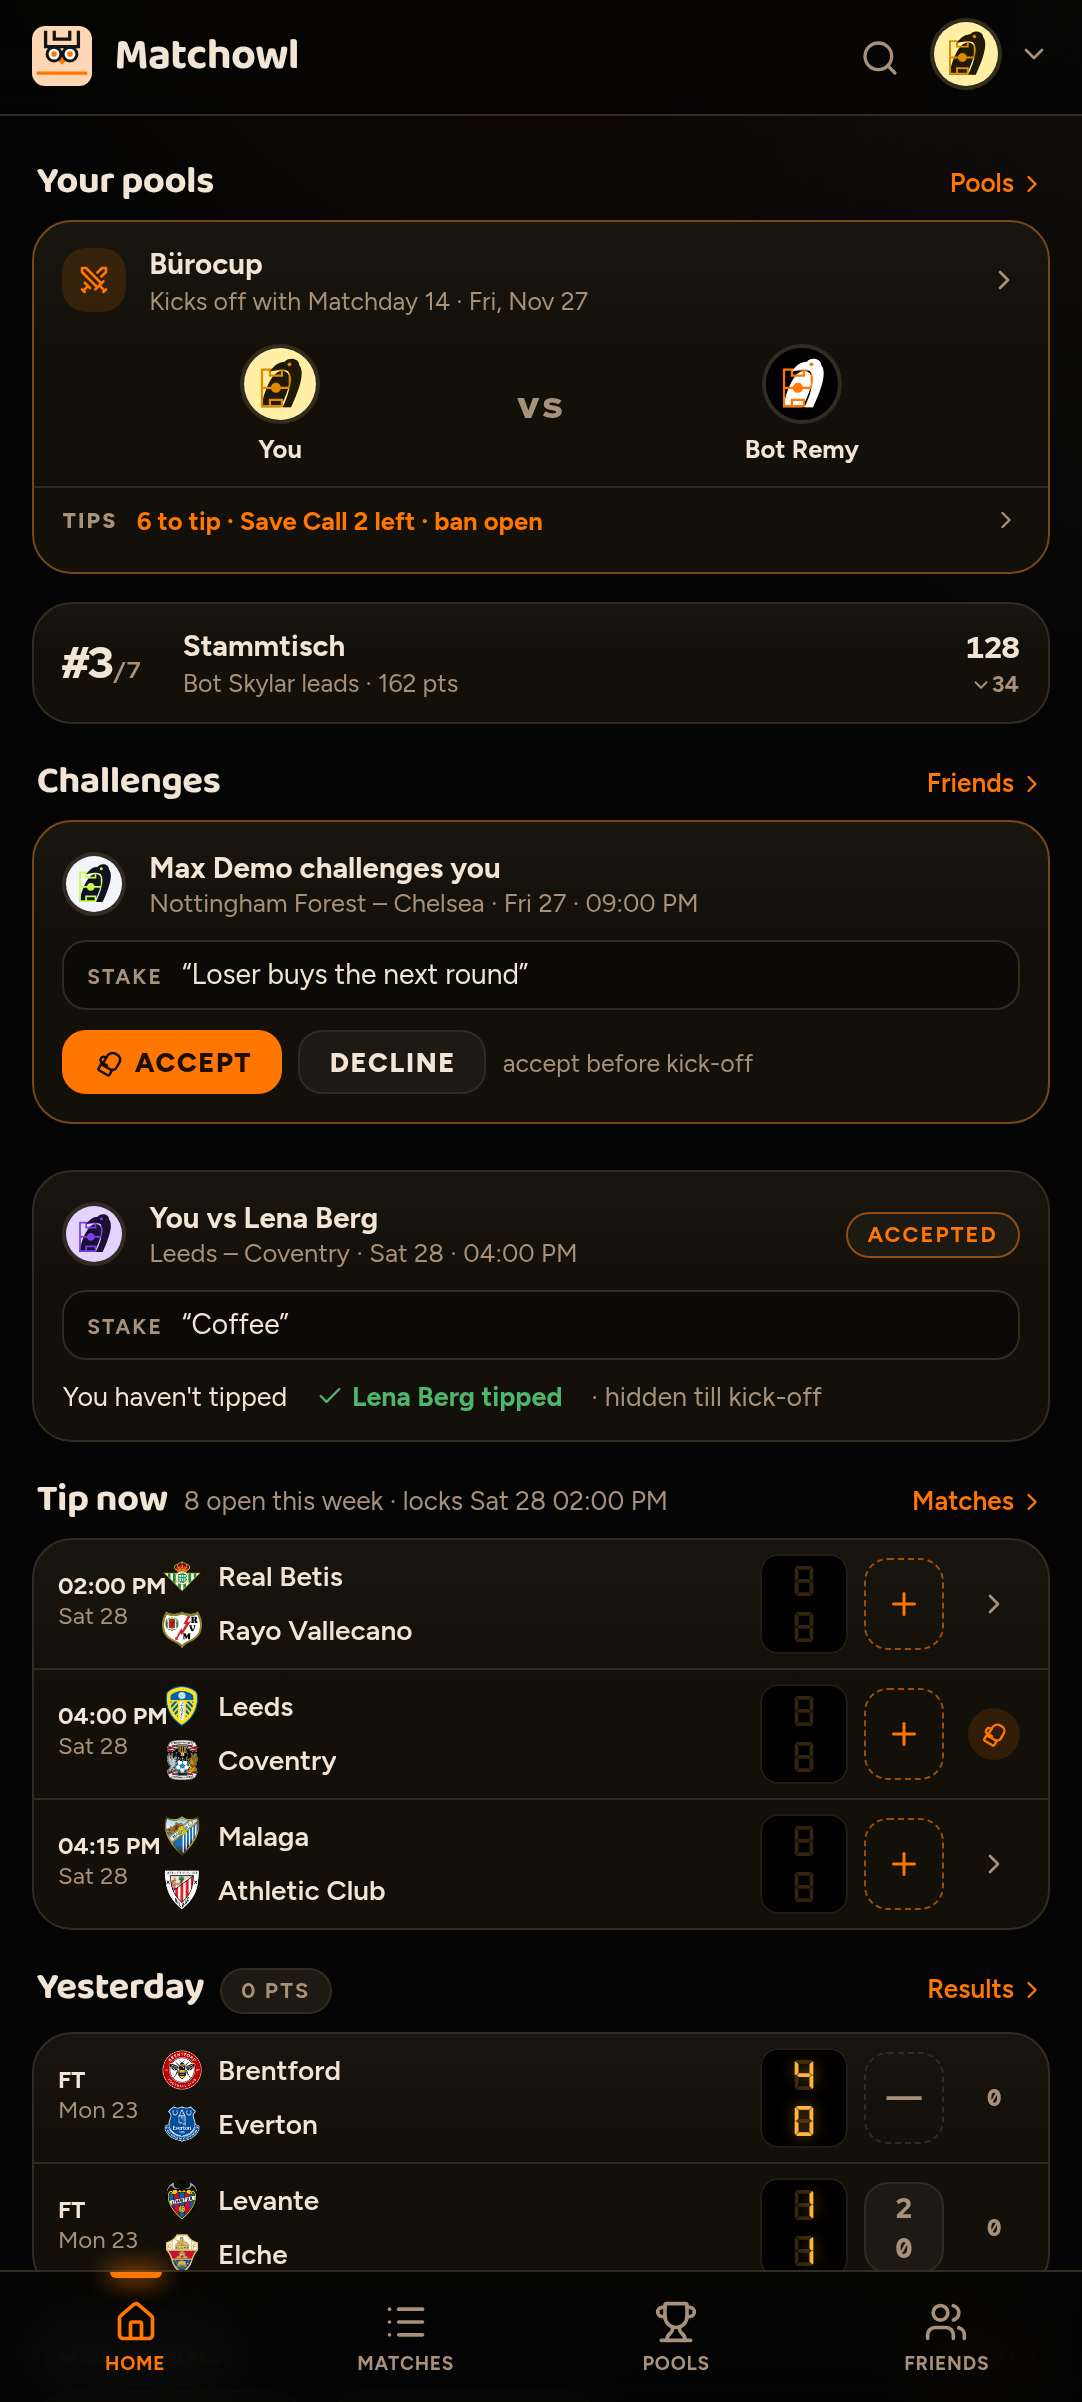 Matchowl
Your pools
Pools
Bürocup
Kicks off with Matchday 14 · Fri, Nov 27
vs
You
Bot Remy
TIPS 6 to tip · Save Call 2 left · ban open
#3/7
Stammtisch
Bot Skylar leads · 162 pts
128
34
Challenges
Friends
Max Demo challenges you
Nottingham Forest – Chelsea · Fri 27 · 09:00 PM
STAKE “Loser buys the next round”
ACCEPT
DECLINE
accept before kick-off
You vs Lena Berg
Leeds – Coventry · Sat 28 · 04:00 PM
ACCEPTED
STAKE “Coffee”
You haven't tipped
Lena Berg tipped
· hidden till kick-off
Tip now
8 open this week · locks Sat 28 02:00 PM
Matches
02:00 PM
Sat 28
Real Betis
Rayo Vallecano
04:00 PM
Sat 28
Leeds
Coventry
04:15 PM
Sat 28
Malaga
Athletic Club
Yesterday
0 PTS
Results
FT
Mon 23
Brentford
Everton
4
0
—
0
FT
Mon 23
Levante
Elche
1
1
2
0
0
HOME
MATCHES
POOLS
FRIENDS